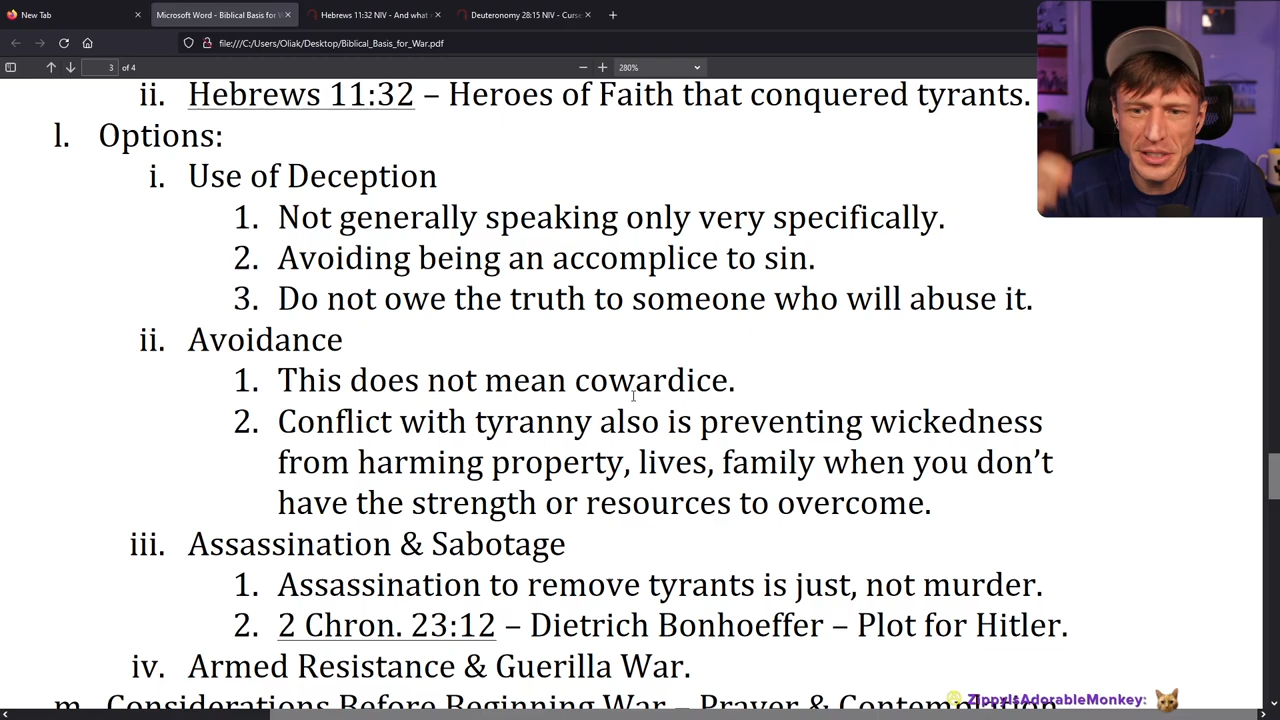 New Tab
Microsoft Word - Biblical Basis for W
Hebrews 11:32 NIV - And what
Deuteronomy 28:15 NIV - Curse
file:///C:/Users/Oliak/Desktop/Biblical_Basis_for_War.pdf
3 of 4
280%
ii. Hebrews 11:32 – Heroes of Faith that conquered tyrants.
l. Options:
i. Use of Deception
1. Not generally speaking only very specifically.
2. Avoiding being an accomplice to sin.
3. Do not owe the truth to someone who will abuse it.
ii. Avoidance
1. This does not mean cowardice.
2. Conflict with tyranny also is preventing wickedness
from harming property, lives, family when you don’t
have the strength or resources to overcome.
iii. Assassination & Sabotage
1. Assassination to remove tyrants is just, not murder.
2. 2 Chron. 23:12 – Dietrich Bonhoeffer – Plot for Hitler.
iv. Armed Resistance & Guerilla War.
m. Considerations Before Beginning War – Prayer & Contemplation
ZippyIsAdorableMonkey: